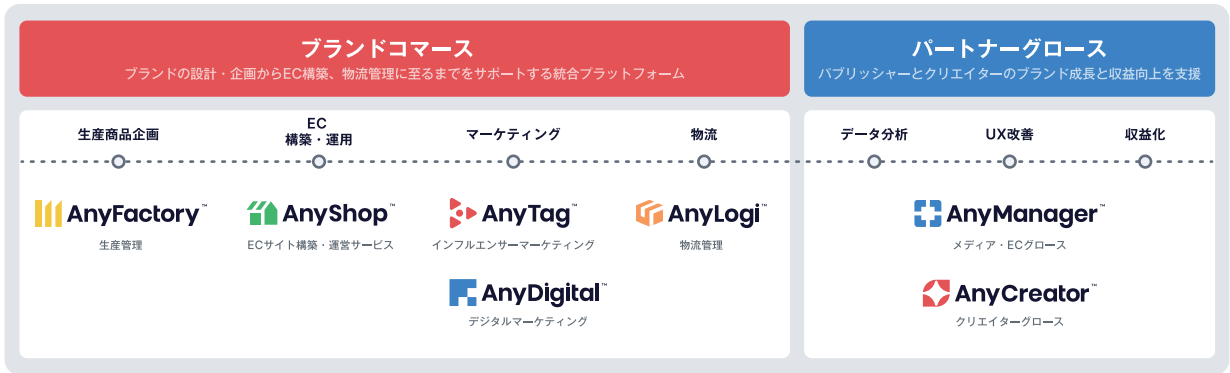 ブランドコマース
ブランドの設計・企画からEC構築、物流管理に至るまでをサポートする統合プラットフォーム
パートナーグロース
パブリッシャーとクリエイターのブランド成長と収益向上を支援
生産商品企画
EC
構築・運用
マーケティング
物流
データ分析
UX改善
収益化
AnyFactory™
生産管理
AnyShop™
ECサイト構築・運営サービス
AnyTag™
インフルエンサーマーケティング
AnyLogi™
物流管理
AnyDigital™
デジタルマーケティング
AnyManager™
メディア・ECグロース
AnyCreator™
クリエイターグロース